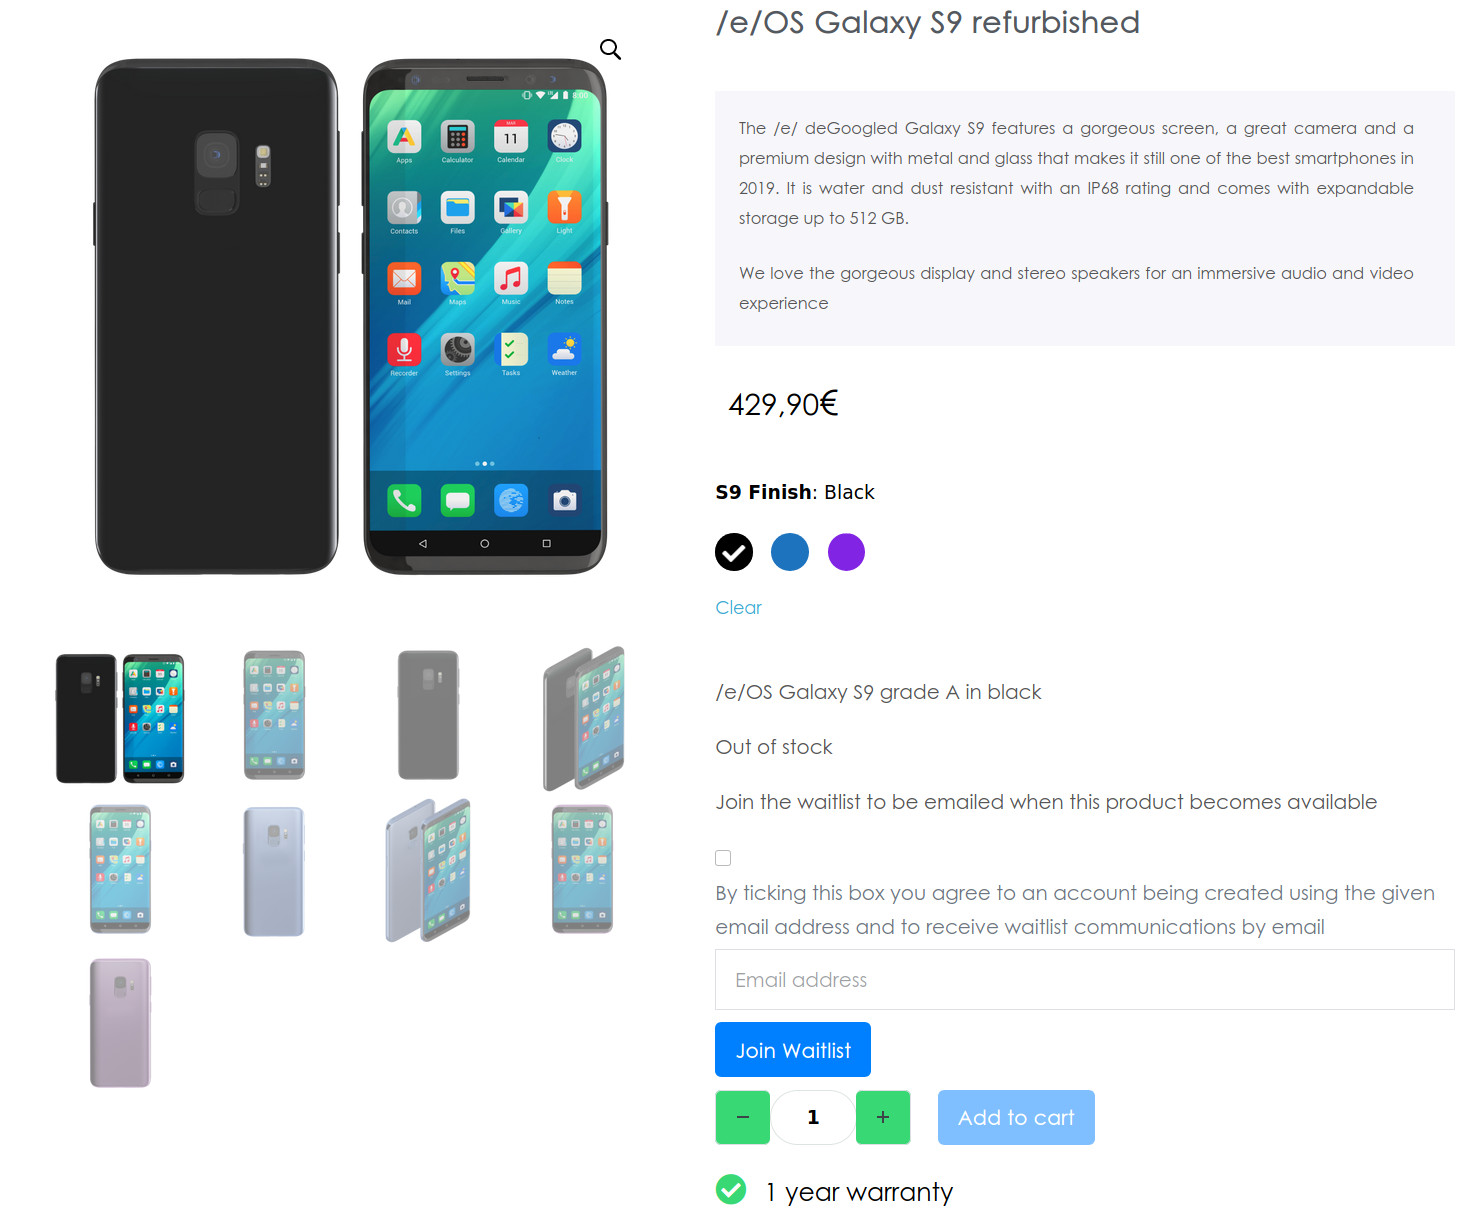 /e/OS Galaxy S9 refurbished
The /e/ deGoogled Galaxy S9 features a gorgeous screen, a great camera and a
premium design with metal and glass that makes it still one of the best smartphones in
2019. It is water and dust resistant with an IP68 rating and comes with expandable
storage up to 512 GB.
We love the gorgeous display and stereo speakers for an immersive audio and video
experience
429,90€
S9 Finish: Black
Clear
/e/OS Galaxy S9 grade A in black
Out of stock
Join the waitlist to be emailed when this product becomes available
By ticking this box you agree to an account being created using the given
email address and to receive waitlist communications by email
Email address
Join Waitlist
− 1 + Add to cart
1 year warranty
8:00
MAR
11
Apps Calculator Calendar Clock
Contacts Files Gallery Light
Mail Maps Music Notes
Recorder Settings Tasks Weather